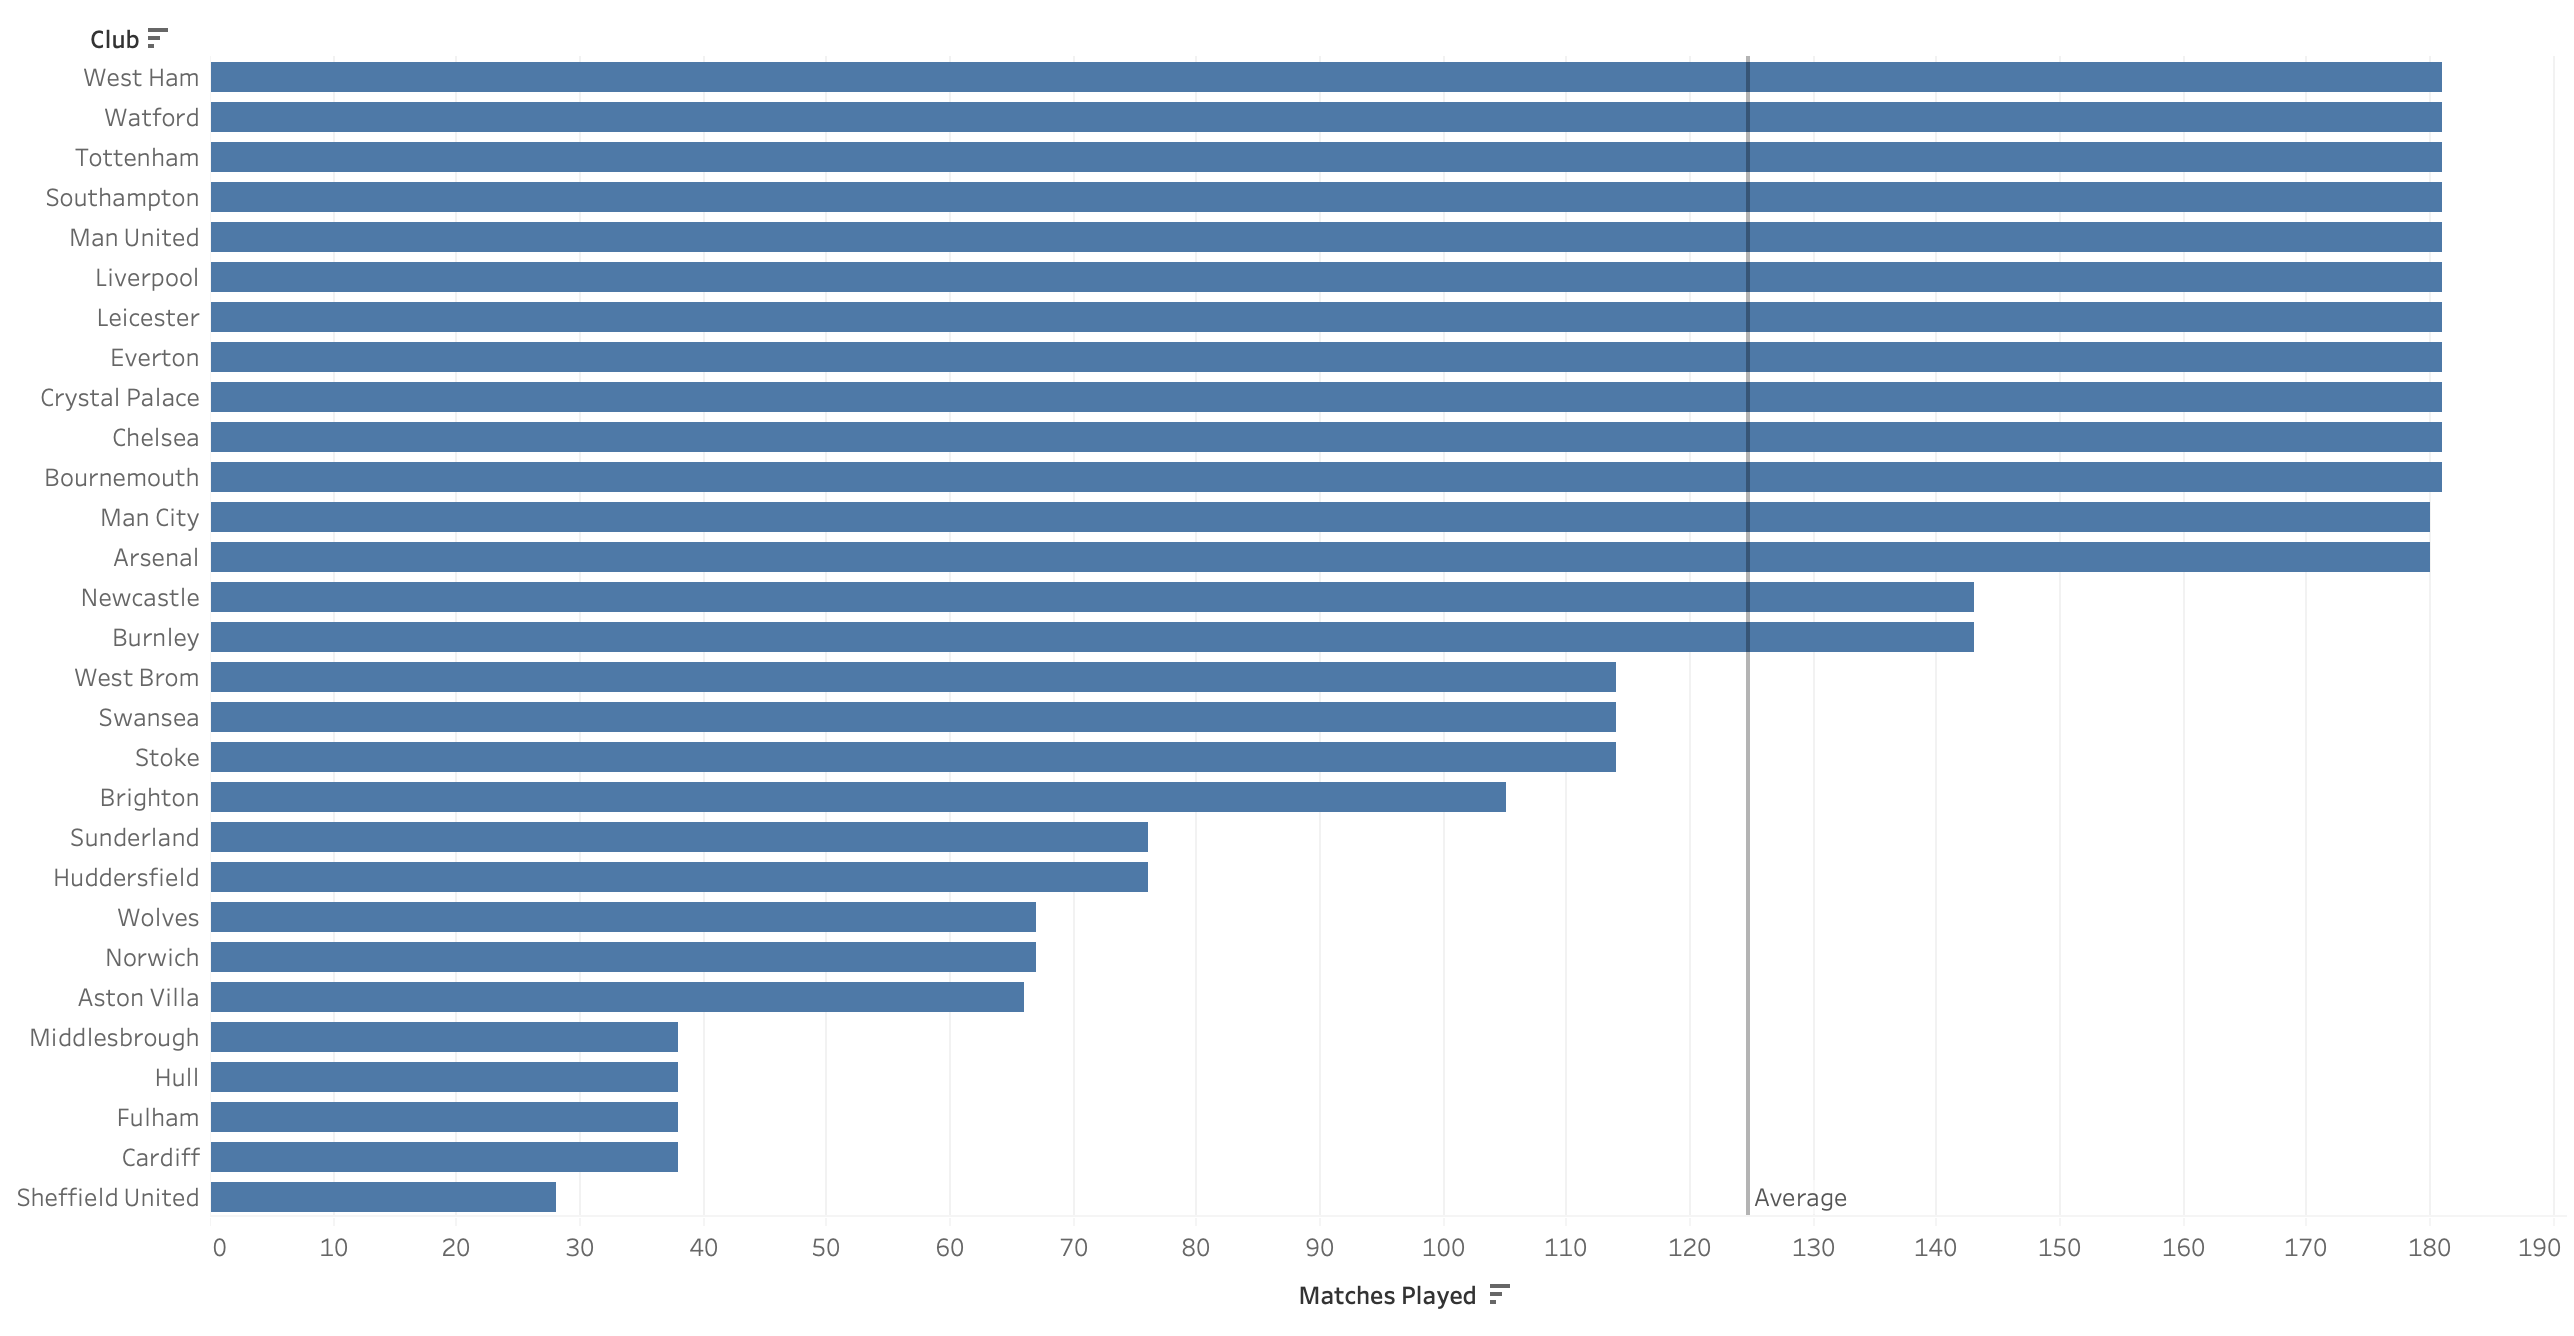 Club
West Ham
Watford
Tottenham
Southampton
Man United
Liverpool
Leicester
Everton
Crystal Palace
Chelsea
Bournemouth
Man City
Arsenal
Newcastle
Burnley
West Brom
Swansea
Stoke
Brighton
Sunderland
Huddersfield
Wolves
Norwich
Aston Villa
Middlesbrough
Hull
Fulham
Cardiff
Sheffield United Average
0 10 20 30 40 50 60 70 80 90 100 110 120 130 140 150 160 170 180 190
Matches Played